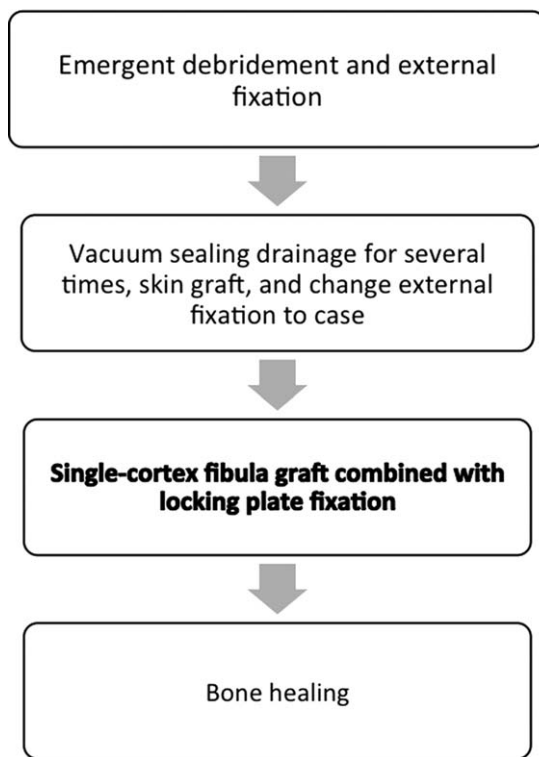 Emergent debridement and external
fixation
Vacuum sealing drainage for several
times, skin graft, and change external
fixation to case
Single-cortex fibula graft combined with
locking plate fixation
Bone healing